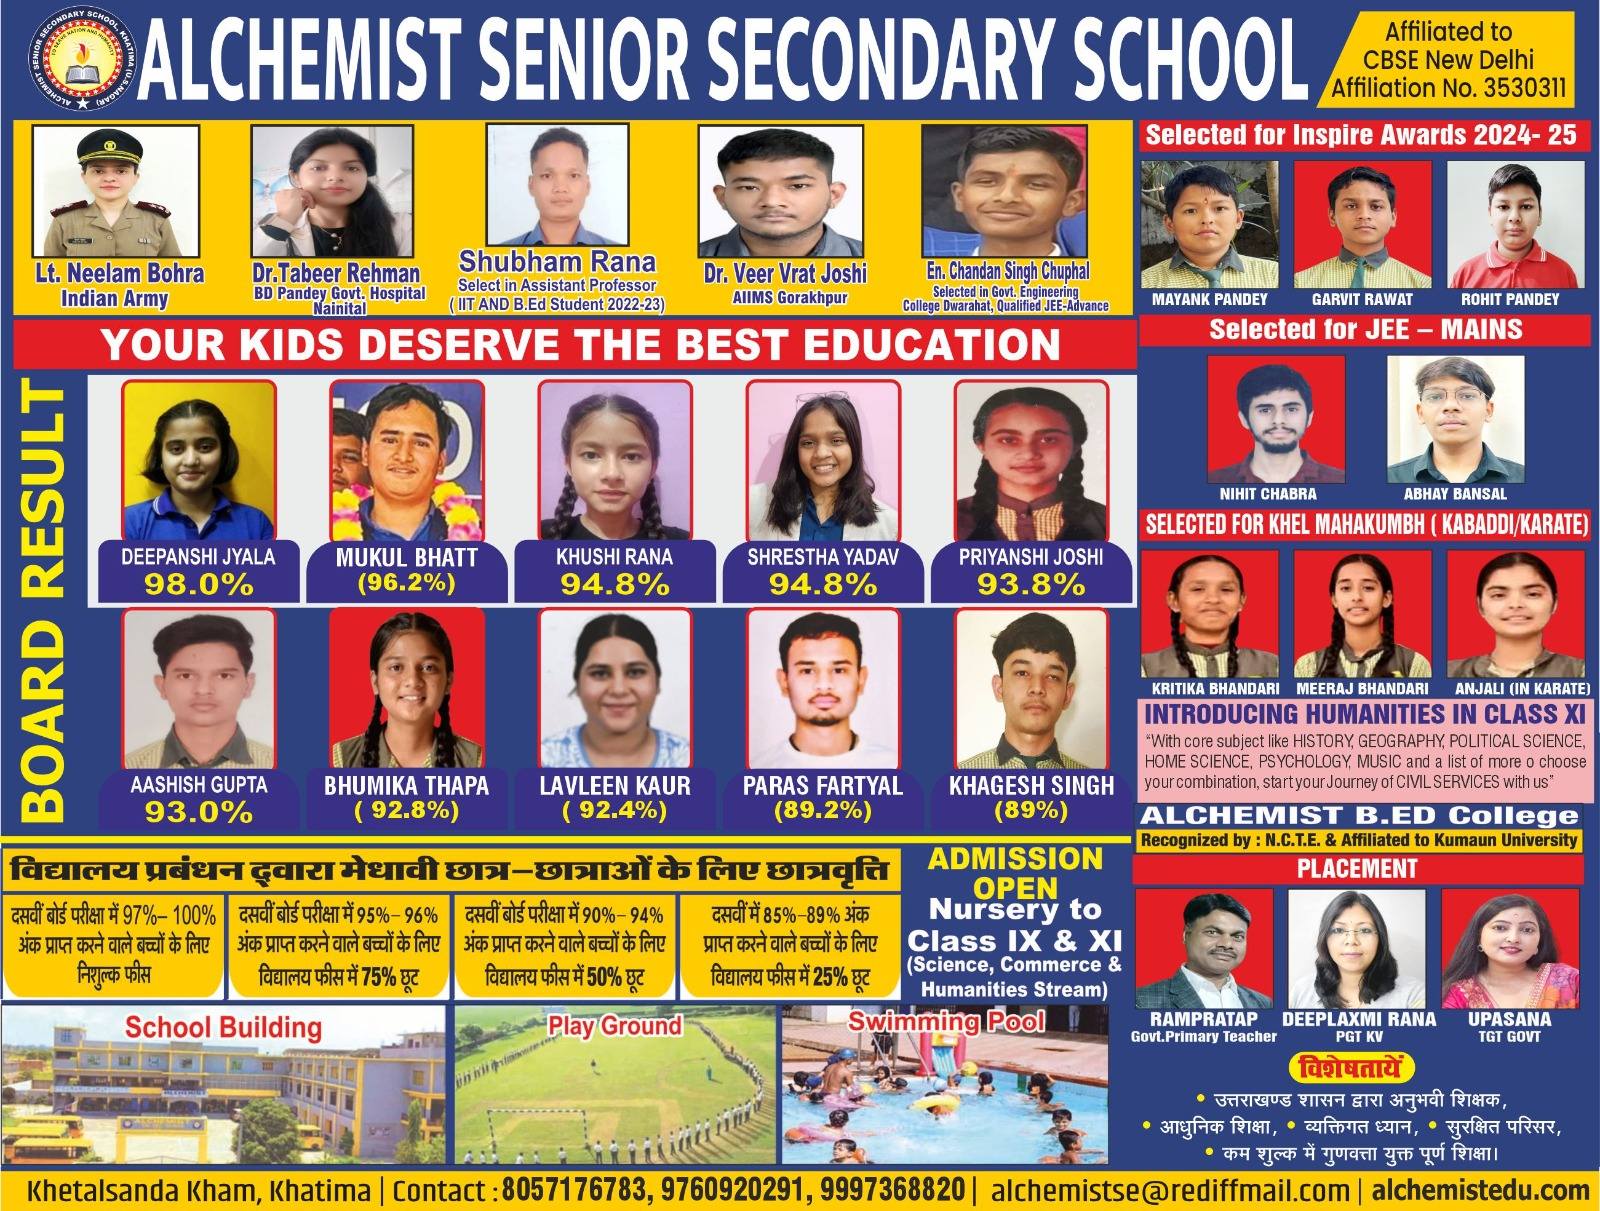 ALCHEMIST SENIOR SECONDARY SCHOOL, KHATIMA (U.S.NAGAR)
TO SERVE NATION AND HUMANITY
ALCHEMIST SENIOR SECONDARY SCHOOL
Affiliated to
CBSE New Delhi
Affiliation No. 3530311
Lt. Neelam Bohra
Indian Army
Dr.Tabeer Rehman
BD Pandey Govt. Hospital
Nainital
Shubham Rana
Select in Assistant Professor
( IIT AND B.Ed Student 2022-23)
Dr. Veer Vrat Joshi
AIIMS Gorakhpur
En. Chandan Singh Chuphal
Selected in Govt. Engineering
College Dwarahat, Qualified JEE-Advance
YOUR KIDS DESERVE THE BEST EDUCATION
BOARD RESULT
DEEPANSHI JYALA
98.0%
MUKUL BHATT
(96.2%)
KHUSHI RANA
94.8%
SHRESTHA YADAV
94.8%
PRIYANSHI JOSHI
93.8%
AASHISH GUPTA
93.0%
BHUMIKA THAPA
( 92.8%)
LAVLEEN KAUR
( 92.4%)
PARAS FARTYAL
(89.2%)
KHAGESH SINGH
(89%)
Selected for Inspire Awards 2024- 25
MAYANK PANDEY
GARVIT RAWAT
ROHIT PANDEY
Selected for JEE – MAINS
NIHIT CHABRA
ABHAY BANSAL
SELECTED FOR KHEL MAHAKUMBH ( KABADDI/KARATE)
KRITIKA BHANDARI
MEERAJ BHANDARI
ANJALI (IN KARATE)
INTRODUCING HUMANITIES IN CLASS XI
“With core subject like HISTORY, GEOGRAPHY, POLITICAL SCIENCE,
HOME SCIENCE, PSYCHOLOGY, MUSIC and a list of more o choose
your combination, start your Journey of CIVIL SERVICES with us”
ALCHEMIST B.ED College
Recognized by : N.C.T.E. & Affiliated to Kumaun University
PLACEMENT
RAMPRATAP
Govt.Primary Teacher
DEEPLAXMI RANA
PGT KV
UPASANA
TGT GOVT
विशेषतायें
• उत्तराखण्ड शासन द्वारा अनुभवी शिक्षक,
• आधुनिक शिक्षा, • व्यक्तिगत ध्यान, • सुरक्षित परिसर,
• कम शुल्क में गुणवत्ता युक्त पूर्ण शिक्षा।
विद्यालय प्रबंधन द्वारा मेधावी छात्र–छात्राओं के लिए छात्रवृत्ति
दसवीं बोर्ड परीक्षा में 97%– 100%
अंक प्राप्त करने वाले बच्चों के लिए
निशुल्क फीस
दसवीं बोर्ड परीक्षा में 95%– 96%
अंक प्राप्त करने वाले बच्चों के लिए
विद्यालय फीस में 75% छूट
दसवीं बोर्ड परीक्षा में 90%– 94%
अंक प्राप्त करने वाले बच्चों के लिए
विद्यालय फीस में 50% छूट
दसवीं में 85%–89% अंक
प्राप्त करने वाले बच्चों के लिए
विद्यालय फीस में 25% छूट
ADMISSION
OPEN
Nursery to
Class IX & XI
(Science, Commerce &
Humanities Stream)
School Building
ALCHEMIST
ALCHEMIST
Play Ground
Swimming Pool
Khetalsanda Kham, Khatima | Contact : 8057176783, 9760920291, 9997368820 | alchemistse@rediffmail.com | alchemistedu.com